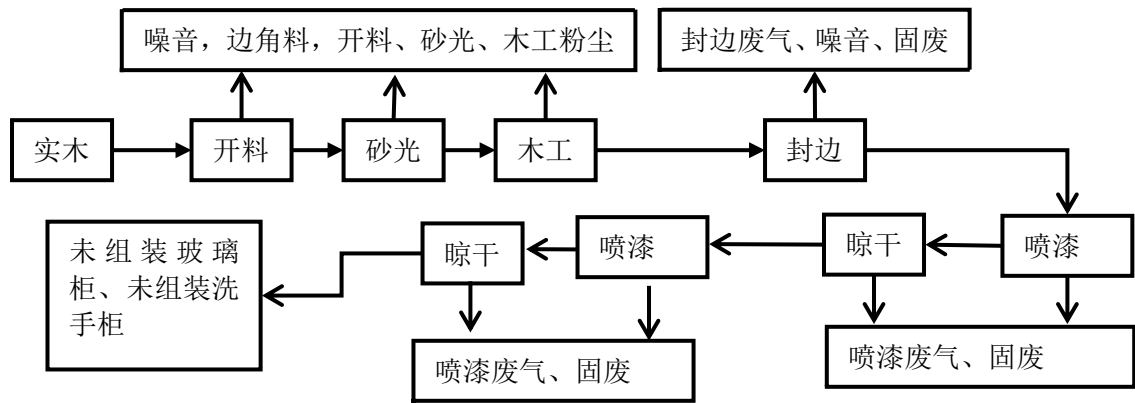 噪音，边角料，开料、砂光、木工粉尘
封边废气、噪音、固废
实木
开料
砂光
木工
封边
未组装玻璃
柜、未组装洗
手柜
晾干
喷漆
晾干
喷漆
喷漆废气、固废
喷漆废气、固废